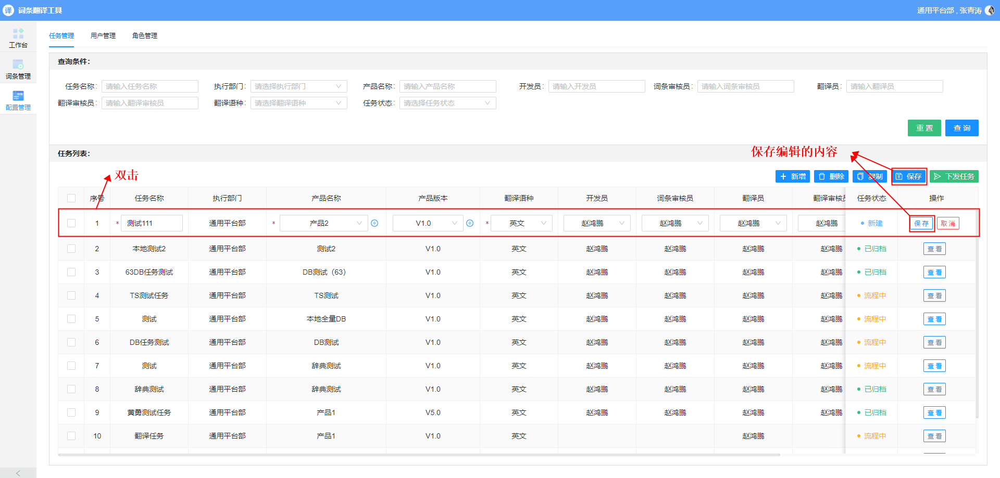 译 词条翻译工具 通用平台部 , 张青涛
工作台
词条管理
配置管理
任务管理 用户管理 角色管理
查询条件：
任务名称： 请输入任务名称 执行部门： 请选择执行部门 产品名称： 请输入产品名称 开发员： 请输入开发员 词条审核员： 请输入词条审核员 翻译员： 请输入翻译员
翻译审核员： 请输入翻译审核员 翻译语种： 请选择翻译语种 任务状态： 请选择任务状态
重 置 查 询
任务列表：
保存编辑的内容
双击
新增 删除 复制 保存 下发任务
序号 任务名称 执行部门 产品名称 产品版本 翻译语种 开发员 词条审核员 翻译员 翻译审核员 任务状态 操作
1 * 测试111 通用平台部 * 产品2 V1.0 * 英文 赵鸿鹏 赵鸿鹏 赵鸿鹏 赵鸿鹏 新建 保 存 取 消
2 本地测试2 通用平台部 测试2 V1.0 英文 赵鸿鹏 赵鸿鹏 赵鸿鹏 赵鸿鹏 已归档 查 看
3 63DB任务测试 通用平台部 DB测试（63） V1.0 英文 赵鸿鹏 赵鸿鹏 赵鸿鹏 赵鸿鹏 已归档 查 看
4 TS测试任务 通用平台部 TS测试 V1.0 英文 赵鸿鹏 赵鸿鹏 赵鸿鹏 赵鸿鹏 流程中 查 看
5 测试 通用平台部 本地全量DB V1.0 英文 赵鸿鹏 赵鸿鹏 赵鸿鹏 赵鸿鹏 流程中 查 看
6 DB任务测试 通用平台部 DB测试 V1.0 英文 赵鸿鹏 赵鸿鹏 赵鸿鹏 赵鸿鹏 流程中 查 看
7 测试 通用平台部 辞典测试 V1.0 英文 赵鸿鹏 赵鸿鹏 赵鸿鹏 赵鸿鹏 流程中 查 看
8 辞典测试 通用平台部 辞典测试 V1.0 英文 赵鸿鹏 赵鸿鹏 赵鸿鹏 赵鸿鹏 已归档 查 看
9 黄勇测试任务 通用平台部 产品1 V5.0 英文 赵鸿鹏 赵鸿鹏 赵鸿鹏 赵鸿鹏 已归档 查 看
10 翻译任务 通用平台部 产品1 V1.0 英文 赵鸿鹏 流程中 查 看